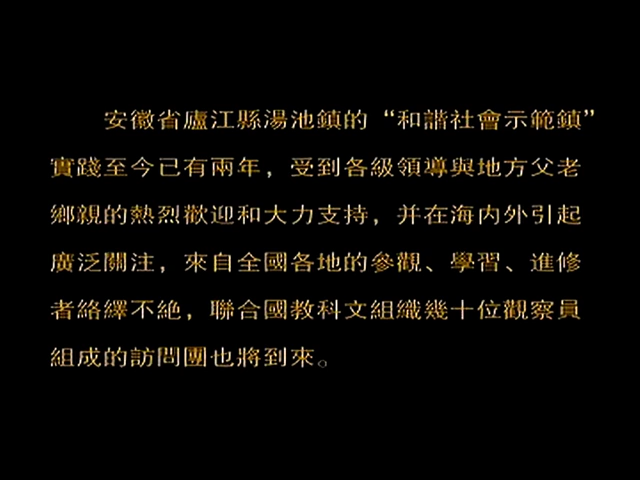 安徽省廬江縣湯池鎮的“和諧社會示範鎮”
實踐至今已有兩年，受到各級領導與地方父老
鄉親的熱烈歡迎和大力支持，并在海内外引起
廣泛關注，來自全國各地的參觀、學習、進修
者絡繹不絶，聯合國教科文組織幾十位觀察員
組成的訪問團也將到來。